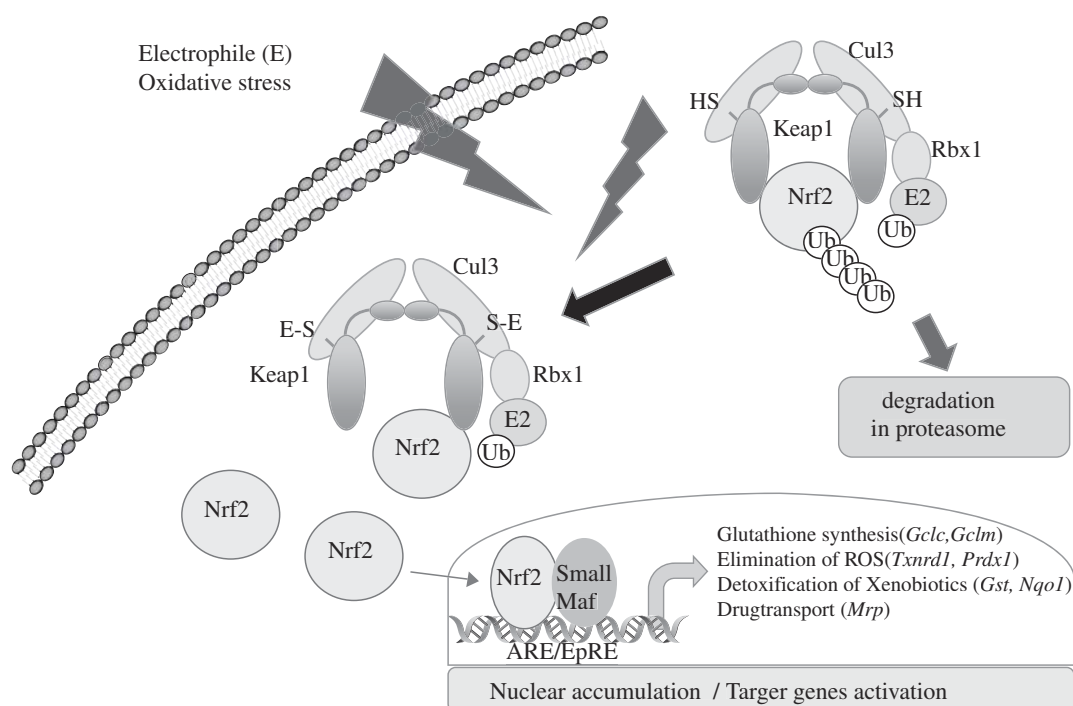 Electrophile (E)
Oxidative stress
Cul3
HS
SH
Keap1
Rbx1
Nrf2
E2
Ub
Ub
Ub
Ub
Ub
Cul3
E-S
S-E
Keap1
Rbx1
E2
Nrf2
Ub
degradation
in proteasome
Nrf2
Nrf2
Nrf2
Small
Maf
ARE/EpRE
Glutathione synthesis(Gclc,Gclm)
Elimination of ROS(Txnrd1, Prdx1)
Detoxification of Xenobiotics (Gst, Nqo1)
Drugtransport (Mrp)
Nuclear accumulation / Targer genes activation